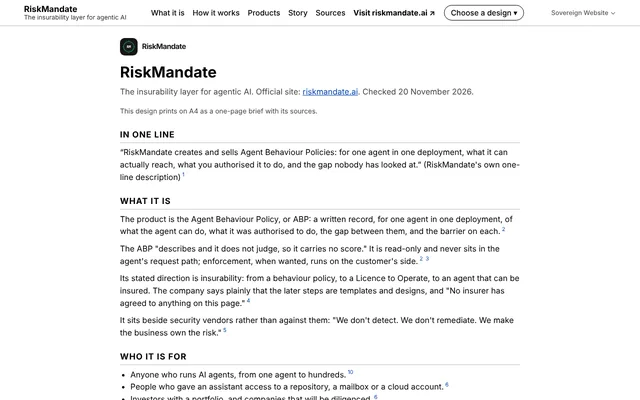 RiskMandate
The insurability layer for agentic AI
What it is How it works Products Story Sources Visit riskmandate.ai ↗ Choose a design ▾ Sovereign Website
RiskMandate
RiskMandate
The insurability layer for agentic AI. Official site: riskmandate.ai. Checked 20 November 2026.
This design prints on A4 as a one-page brief with its sources.
IN ONE LINE
"RiskMandate creates and sells Agent Behaviour Policies: for one agent in one deployment, what it can
actually reach, what you authorised it to do, and the gap nobody has looked at." (RiskMandate's own one-
line description) 1
WHAT IT IS
The product is the Agent Behaviour Policy, or ABP: a written record, for one agent in one deployment, of
what the agent can do, what it was authorised to do, the gap between them, and the barrier on each. 2
The ABP "describes and it does not judge, so it carries no score." It is read-only and never sits in the
agent's request path; enforcement, when wanted, runs on the customer's side. 2 3
Its stated direction is insurability: from a behaviour policy, to a Licence to Operate, to an agent that can be
insured. The company says plainly that the later steps are templates and designs, and "No insurer has
agreed to anything on this page." 4
It sits beside security vendors rather than against them: "We don't detect. We don't remediate. We make
the business own the risk." 5
WHO IT IS FOR
Anyone who runs AI agents, from one agent to hundreds. 10
People who gave an assistant access to a repository, a mailbox or a cloud account. 6
Investors with a portfolio, and companies that will be diligenced. 6